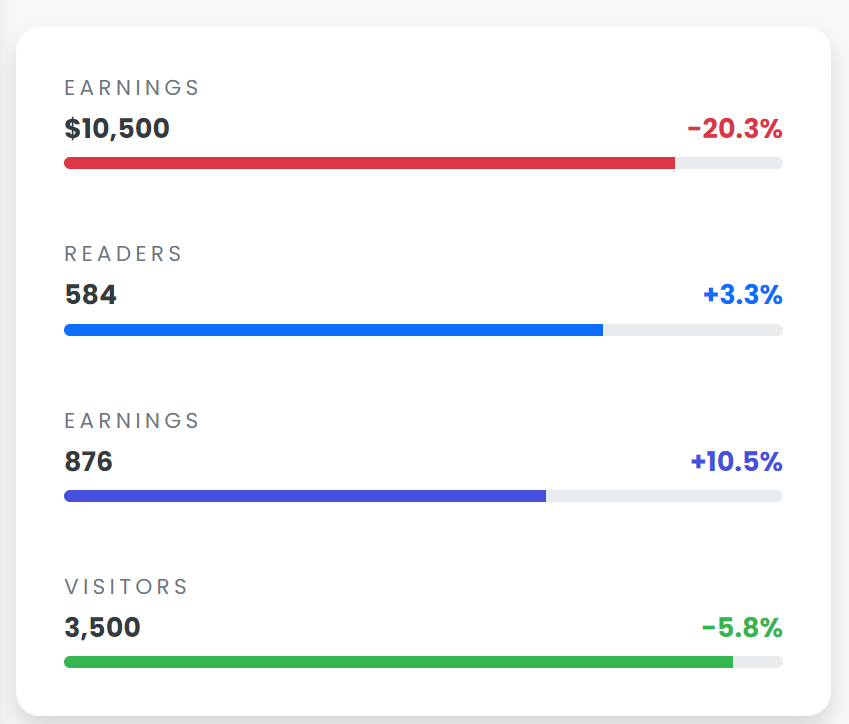 EARNINGS
$10,500 -20.3%
READERS
584 +3.3%
EARNINGS
876 +10.5%
VISITORS
3,500 -5.8%